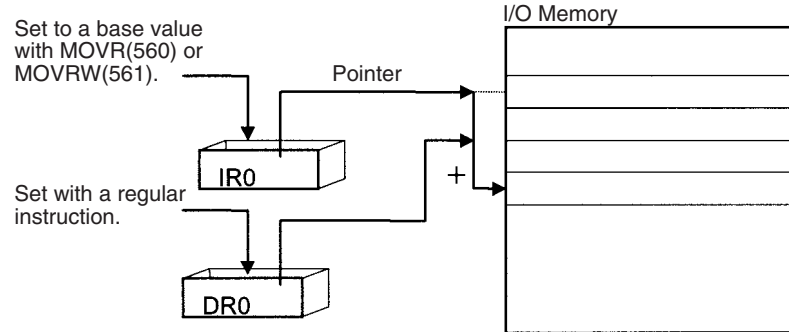 I/O Memory
Set to a base value
with MOVR(560) or
MOVRW(561).
Pointer
IR0
+
Set with a regular
instruction.
DR0